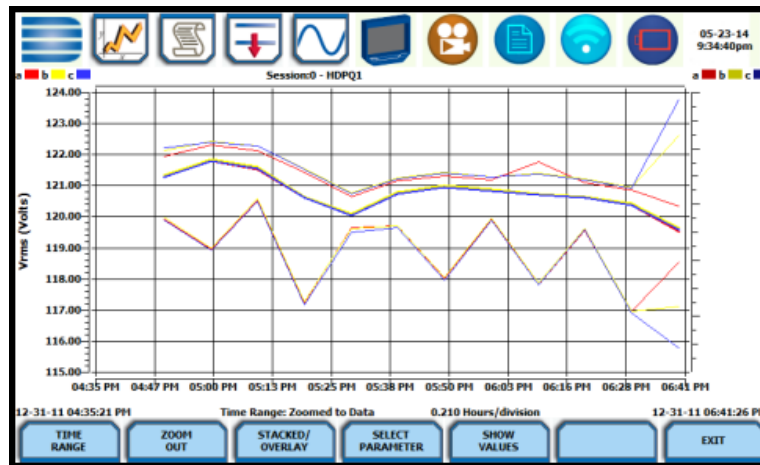 05-23-14
9:34:40pm
a b c
Session:0 - HDPQ1
a b c
124.00
123.00
122.00
121.00
120.00
119.00
118.00
117.00
116.00
115.00
Vrms (Volts)
04:35 PM 04:47 PM 05:00 PM 05:13 PM 05:25 PM 05:38 PM 05:50 PM 06:03 PM 06:16 PM 06:28 PM 06:41 PM
12-31-11 04:35:21 PM Time Range: Zoomed to Data 0.210 Hours/division 12-31-11 06:41:26 P
TIME RANGE
ZOOM OUT
STACKED/ OVERLAY
SELECT PARAMETER
SHOW VALUES
EXIT